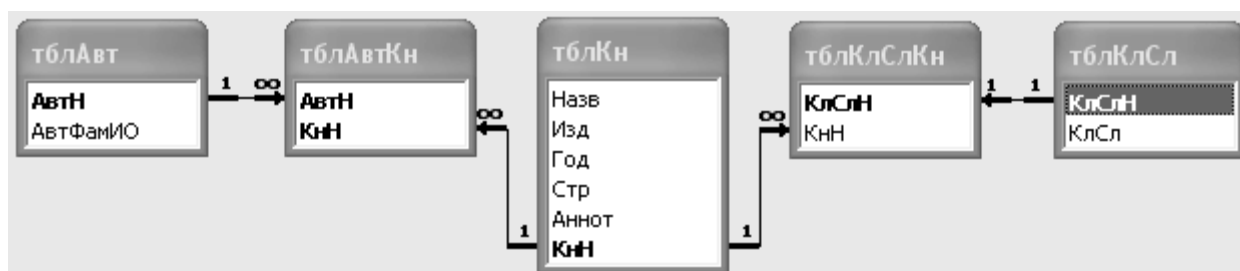 тблАвт
АвтН
АвтФамИО
1 ∞
тблАвтКн
АвтН
КнН
∞
1
тблКн
Назв
Изд
Год
Стр
Аннот
КнН
1
∞
тблКлСлКн
КлСлН
КнН
1 1
тблКлСл
КлСлН
КлСл